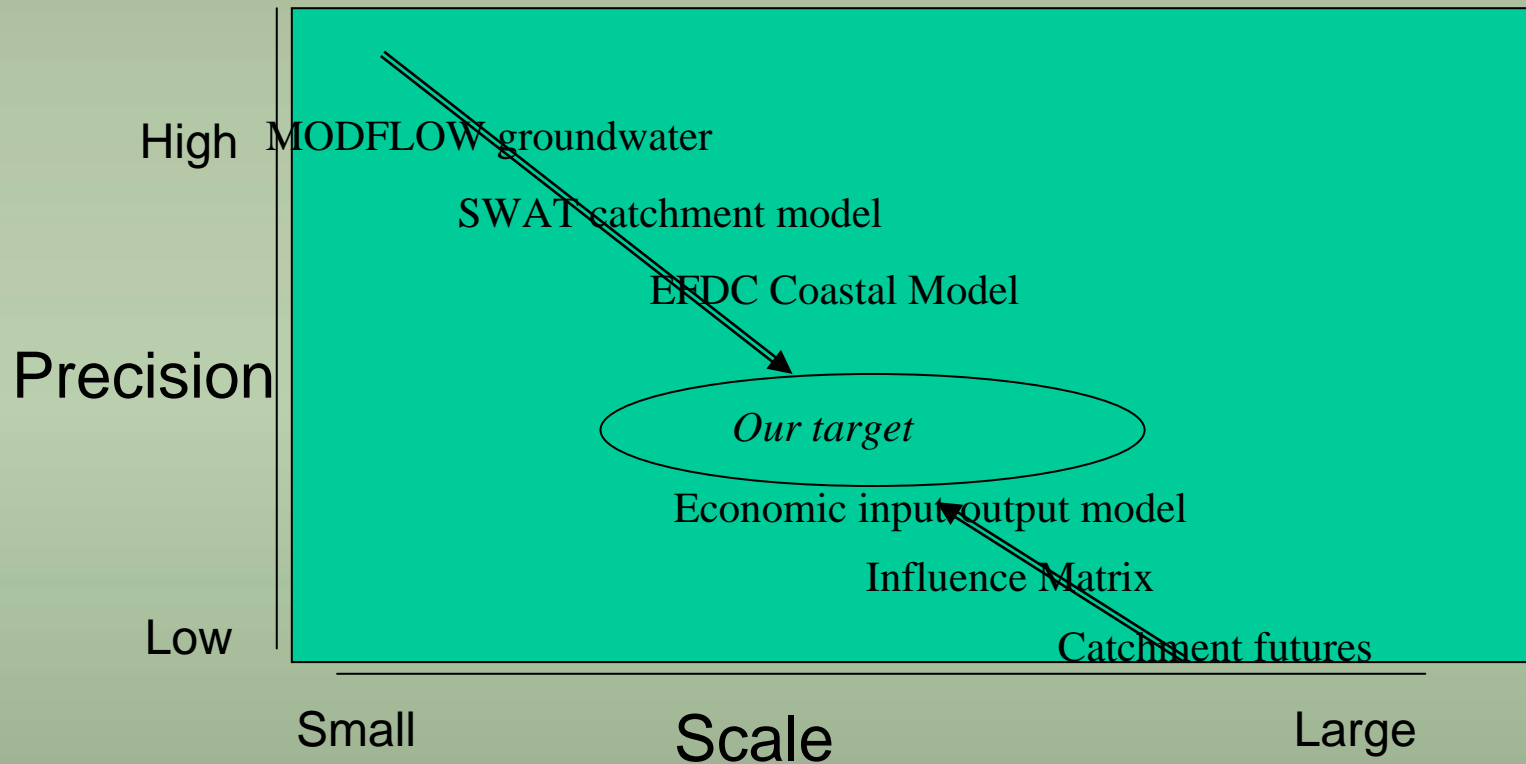 High
MODFLOW groundwater
SWAT catchment model
EFDC Coastal Model
Precision
Our target
Economic input-output model
Influence Matrix
Low
Catchment futures
Small
Scale
Large